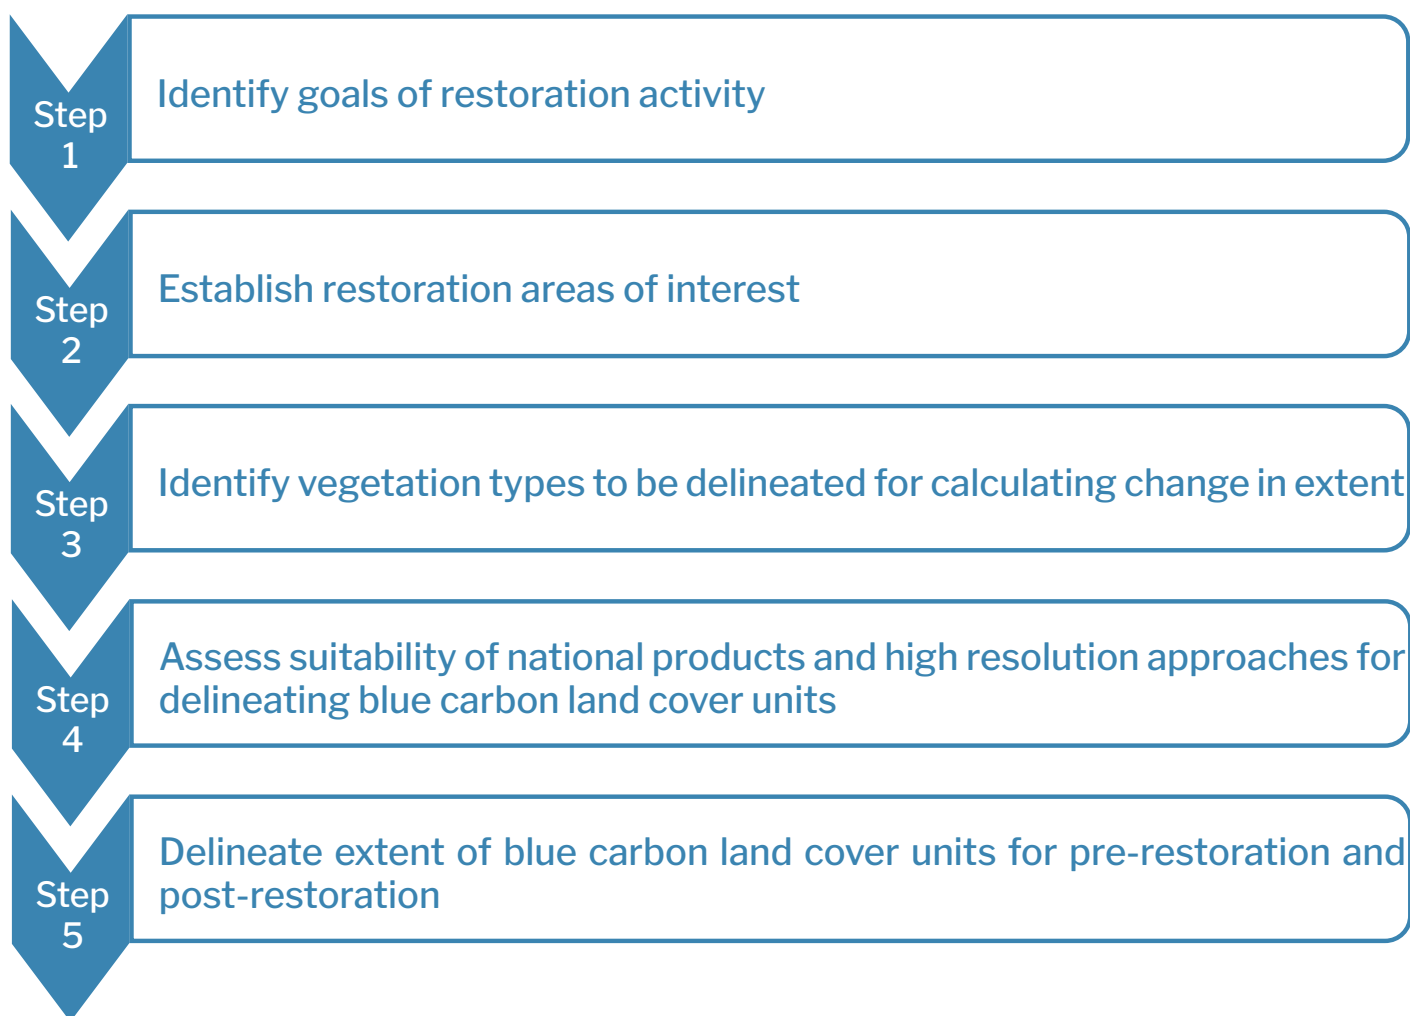 Step
1
Identify goals of restoration activity
Step
2
Establish restoration areas of interest
Step
3
Identify vegetation types to be delineated for calculating change in extent
Step
4
Assess suitability of national products and high resolution approaches for
delineating blue carbon land cover units
Step
5
Delineate extent of blue carbon land cover units for pre-restoration and
post-restoration